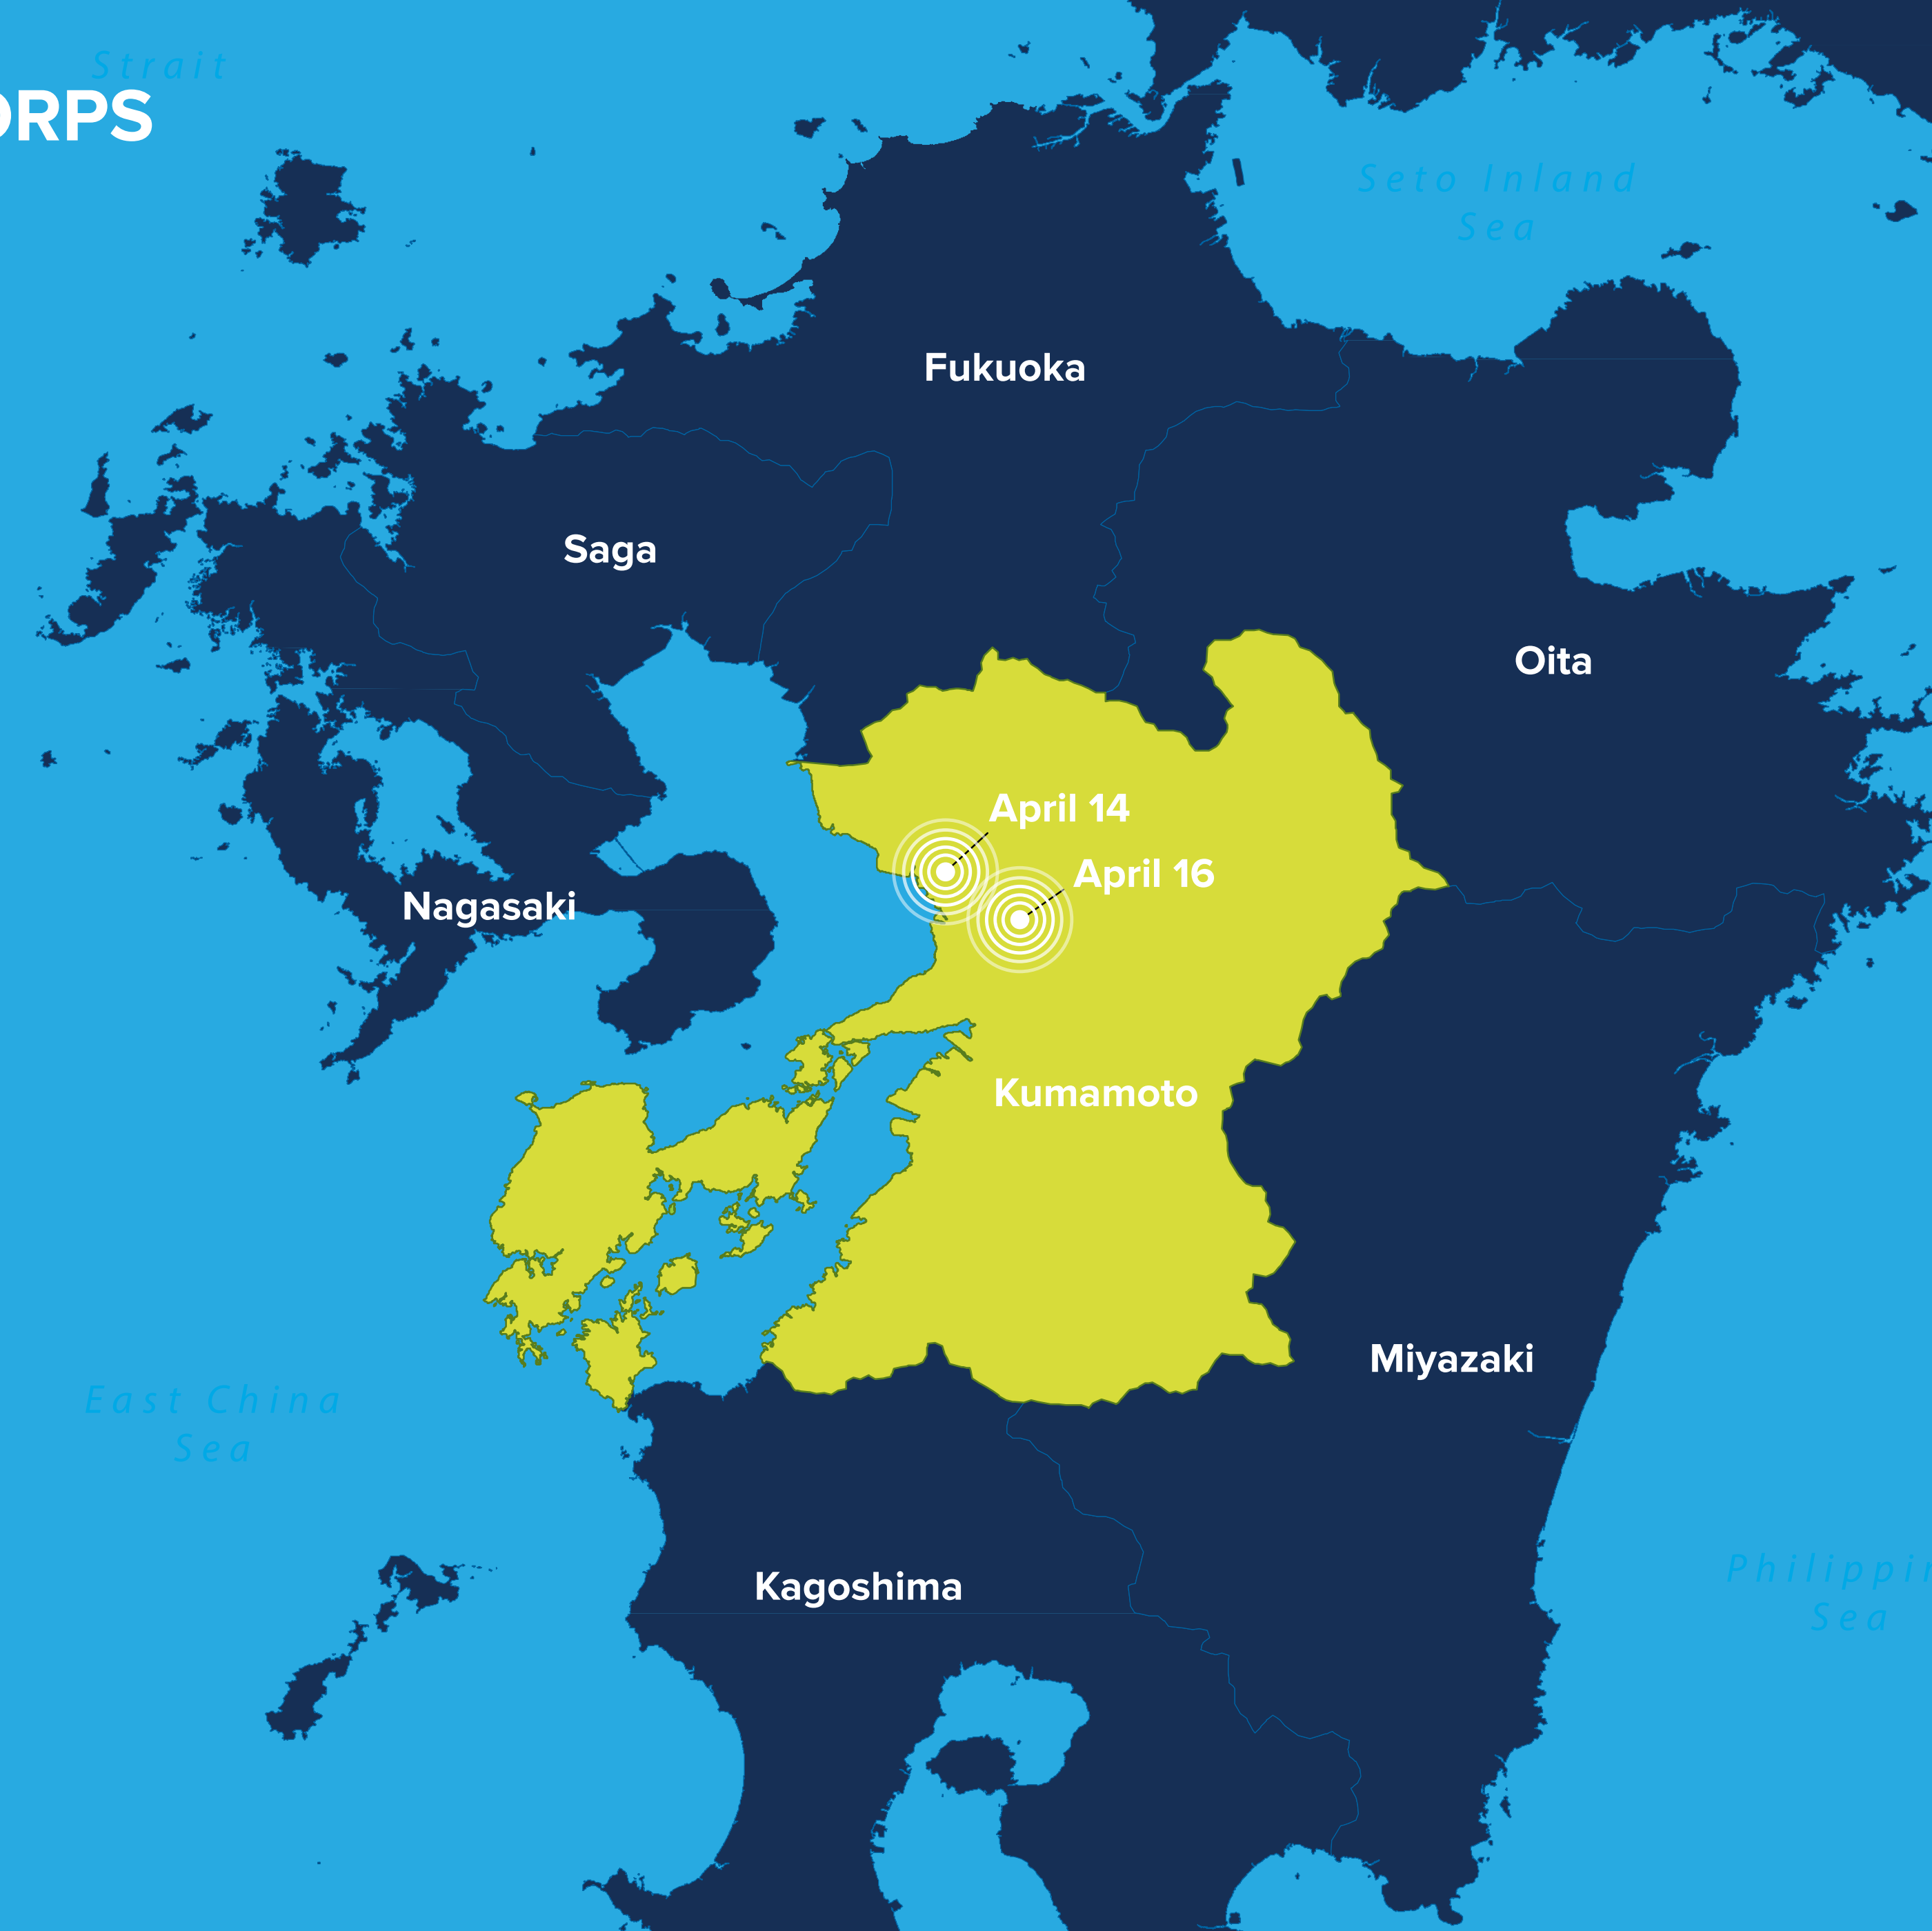 Strait
ORPS
Seto Inland
Sea
Fukuoka
Saga
Oita
April 14
April 16
Nagasaki
Kumamoto
Miyazaki
East China
Sea
Kagoshima
Philippin
Sea